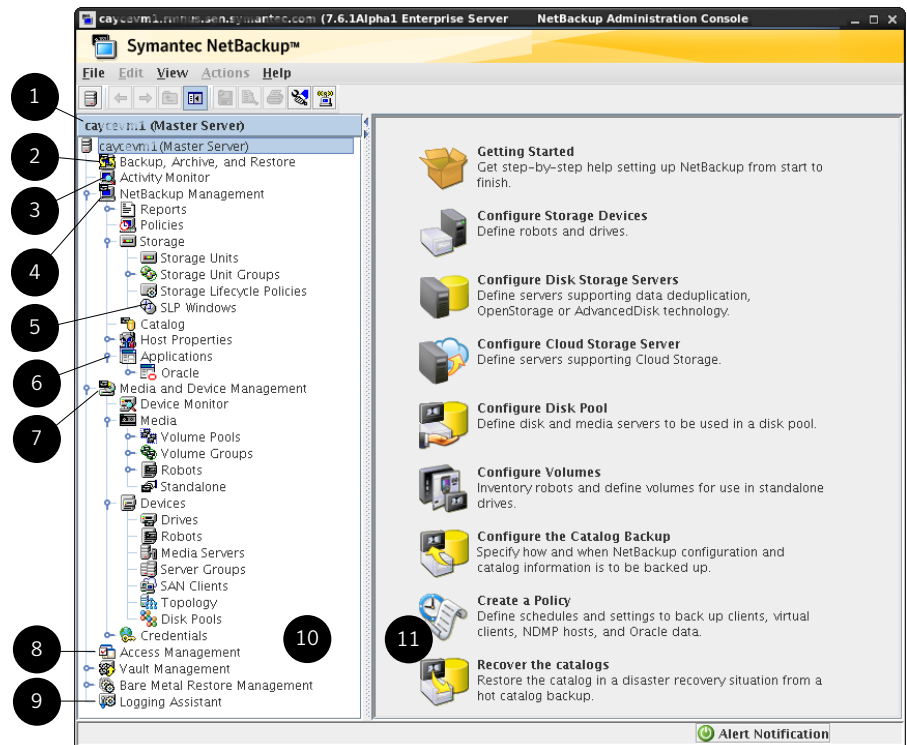 caycevm1.rmnus.sen.symantec.com (7.6.1Alpha1 Enterprise Server NetBackup Administration Console
Symantec NetBackup™
File Edit View Actions Help
1
caycevm1 (Master Server)
caycevm1(Master Server)
2
Backup, Archive, and Restore
3
Activity Monitor
4
NetBackup Management
Reports
Policies
Storage
Storage Units
Storage Unit Groups
Storage Lifecycle Policies
5
SLP Windows
Catalog
Host Properties
6
Applications
Oracle
7
Media and Device Management
Device Monitor
Media
Volume Pools
Volume Groups
Robots
Standalone
Devices
Drives
Robots
Media Servers
Server Groups
SAN Clients
Topology
Disk Pools
Credentials
8
Access Management
Vault Management
Bare Metal Restore Management
9
Logging Assistant
10
11
Getting Started
Get step-by-step help setting up NetBackup from start to
finish.
Configure Storage Devices
Define robots and drives.
Configure Disk Storage Servers
Define servers supporting data deduplication,
OpenStorage or AdvancedDisk technology.
Configure Cloud Storage Server
Define servers supporting Cloud Storage.
Configure Disk Pool
Define disk and media servers to be used in a disk pool.
Configure Volumes
Inventory robots and define volumes for use in standalone
drives.
Configure the Catalog Backup
Specify how and when NetBackup configuration and
catalog information is to be backed up.
Create a Policy
Define schedules and settings to back up clients, virtual
clients, NDMP hosts, and Oracle data.
Recover the catalogs
Restore the catalog in a disaster recovery situation from a
hot catalog backup.
Alert Notification